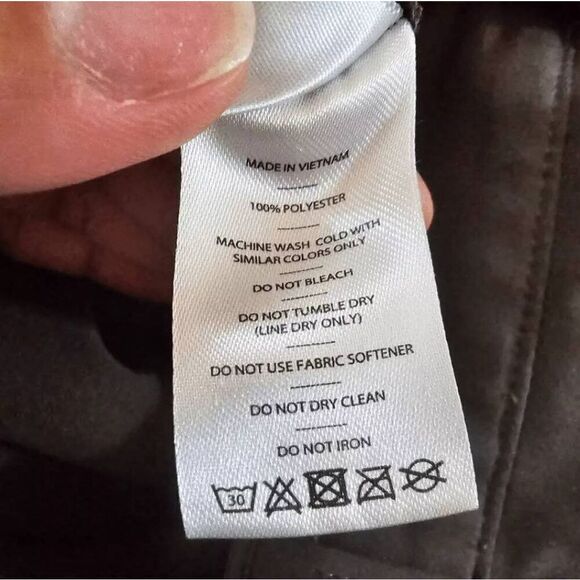 MADE IN VIETNAM
100% POLYESTER
MACHINE WASH COLD WITH
SIMILAR COLORS ONLY
DO NOT BLEACH
DO NOT TUMBLE DRY
(LINE DRY ONLY)
DO NOT USE FABRIC SOFTENER
DO NOT DRY CLEAN
DO NOT IRON
30